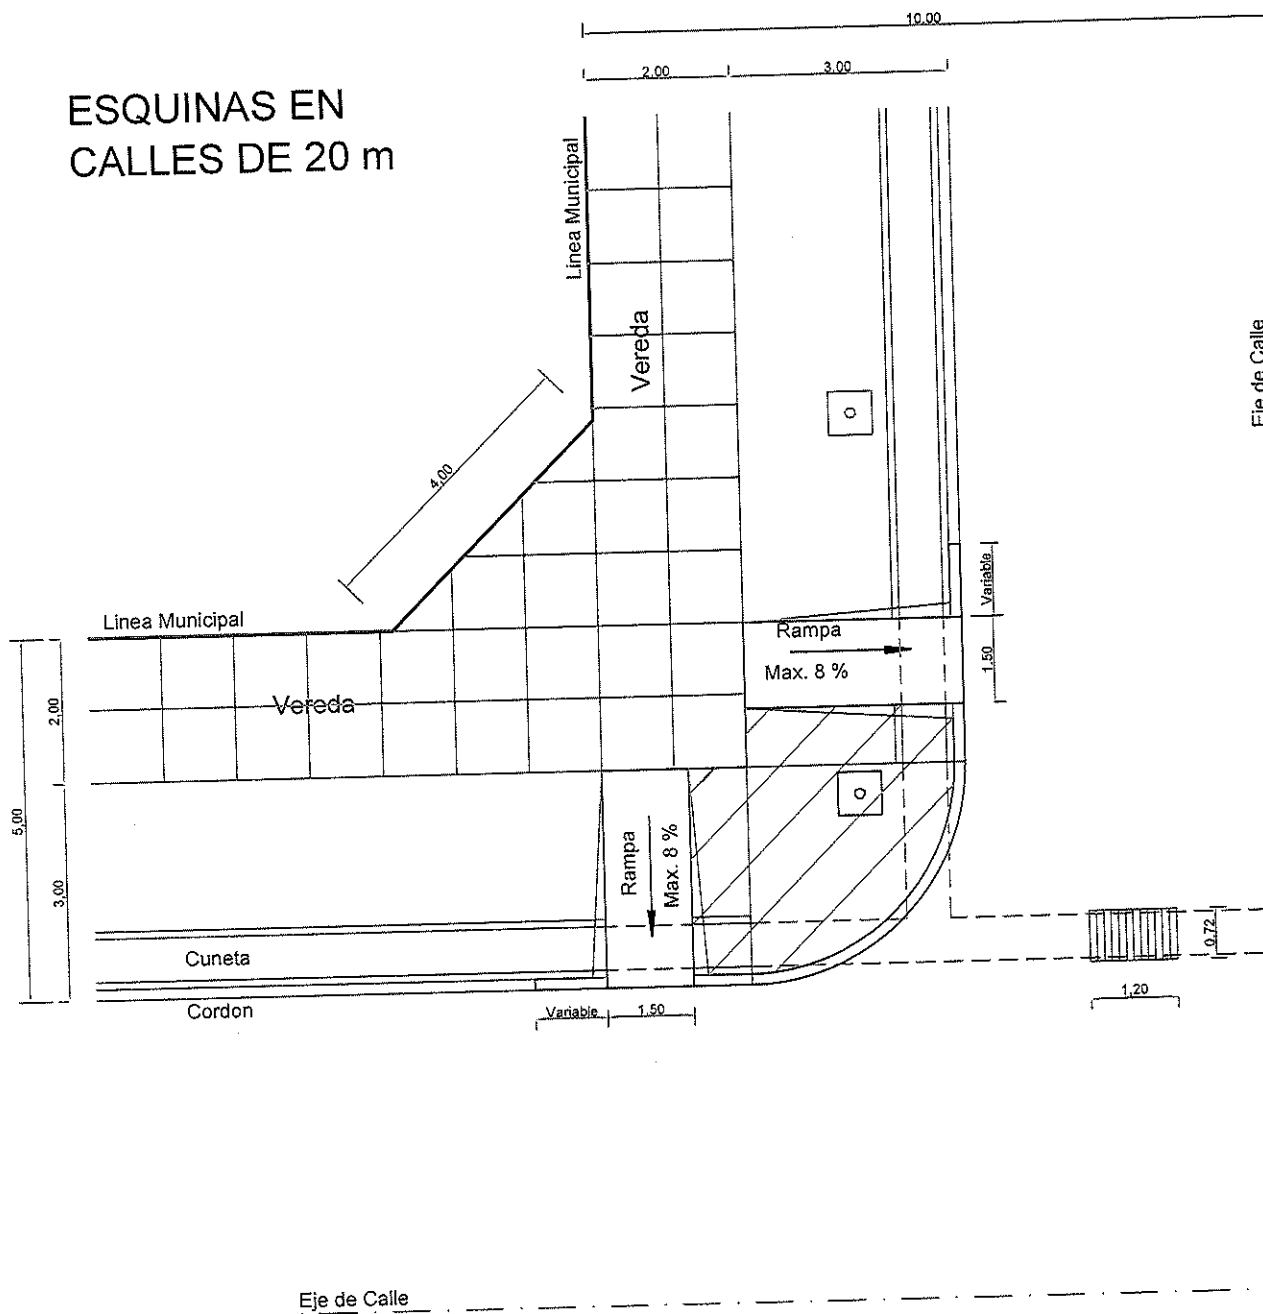 10.00
2.00
3.00
ESQUINAS EN
CALLES DE 20 m
Linea Municipal
Vereda
Eje de Calle
4,00
Variable
Linea Municipal
Rampa
Max. 8 %
1.50
2,00
Vereda
5,00
3,00
Rampa
Max. 8 %
Cuneta
0,72
Cordon
Variable
1.50
1,20
Eje de Calle